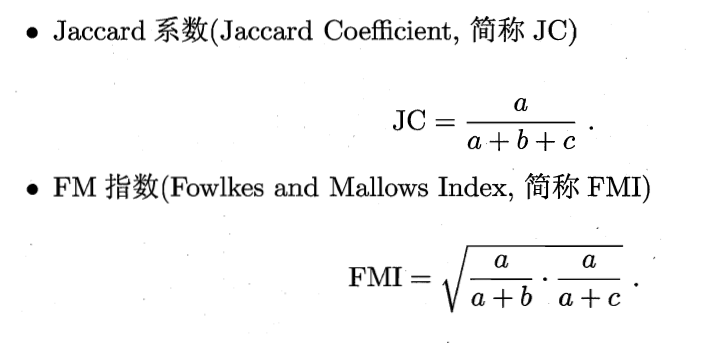 • Jaccard 系数(Jaccard Coefficient, 简称 JC)
JC = a / (a + b + c) .
• FM 指数(Fowlkes and Mallows Index, 简称 FMI)
FMI = √( a / (a + b) · a / (a + c) ) .